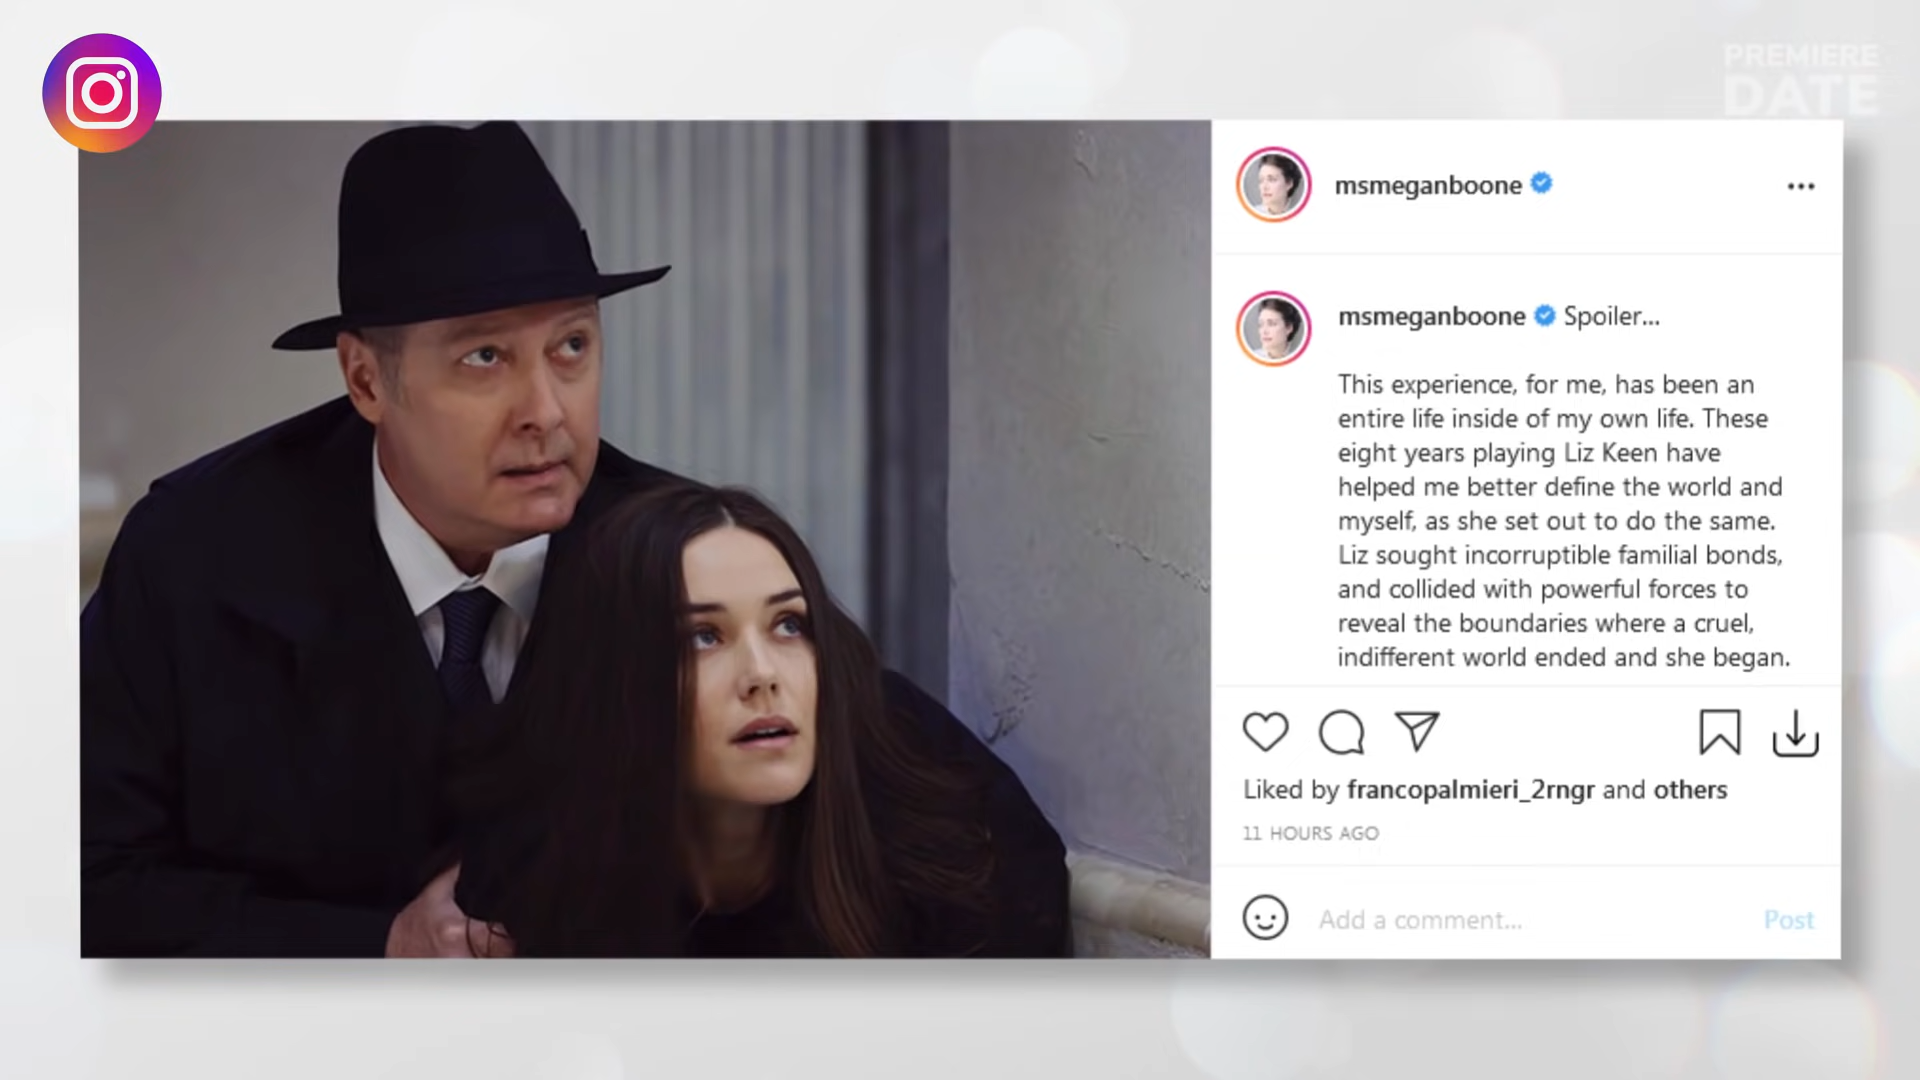 PREMIERE
DATE
msmeganboone
msmeganboone Spoiler...
This experience, for me, has been an
entire life inside of my own life. These
eight years playing Liz Keen have
helped me better define the world and
myself, as she set out to do the same.
Liz sought incorruptible familial bonds,
and collided with powerful forces to
reveal the boundaries where a cruel,
indifferent world ended and she began.
Liked by francopalmieri_2rngr and others
11 HOURS AGO
Add a comment... Post